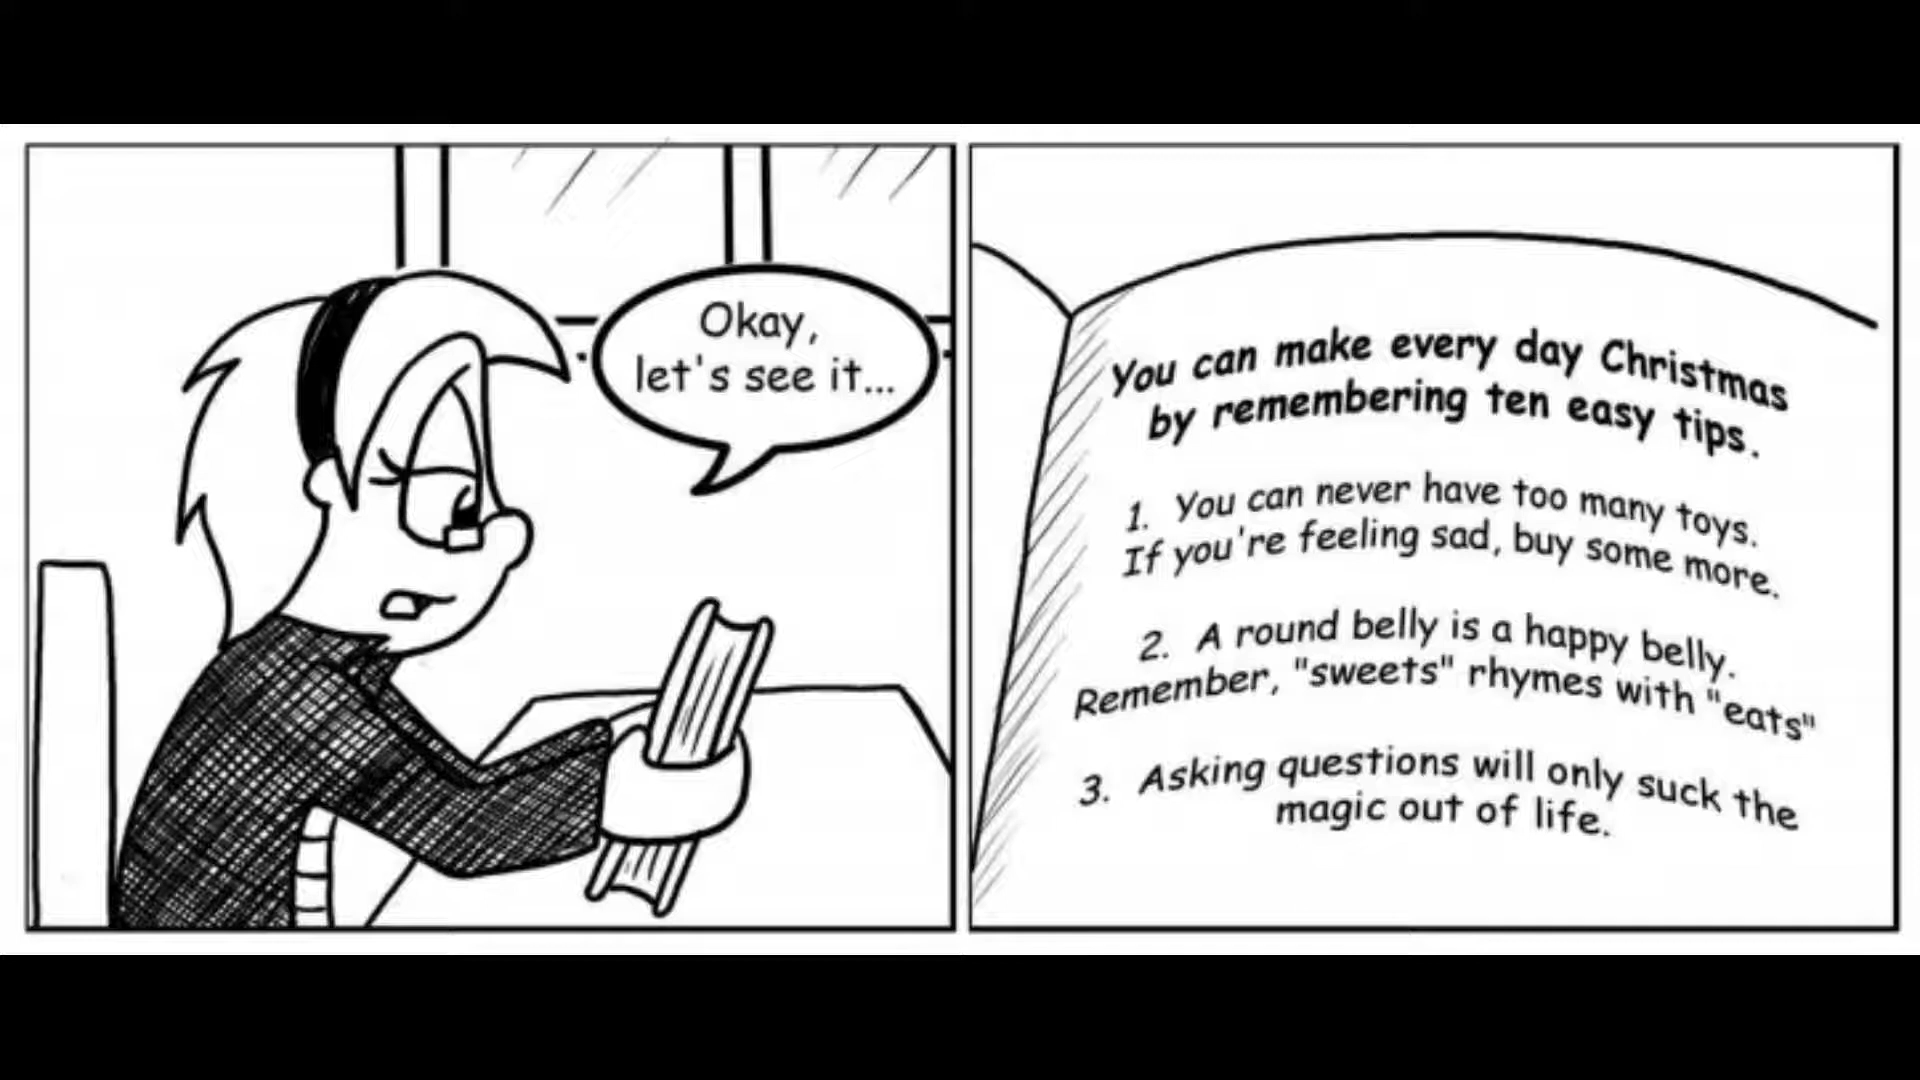 Okay,
let's see it...
You can make every day Christmas
by remembering ten easy tips.
1. You can never have too many toys.
If you're feeling sad, buy some more.
2. A round belly is a happy belly.
Remember, "sweets" rhymes with "eats"
3. Asking questions will only suck the
magic out of life.